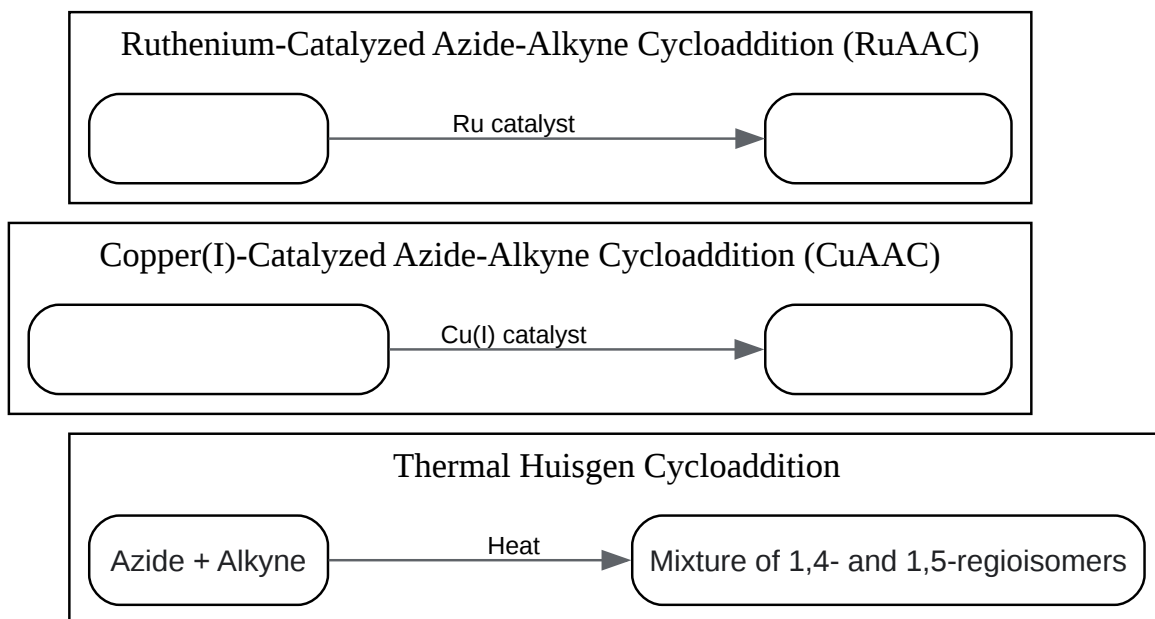 Ruthenium-Catalyzed Azide-Alkyne Cycloaddition (RuAAC)
Ru catalyst
Copper(I)-Catalyzed Azide-Alkyne Cycloaddition (CuAAC)
Cu(I) catalyst
Thermal Huisgen Cycloaddition
Azide + Alkyne
Heat
Mixture of 1,4- and 1,5-regioisomers